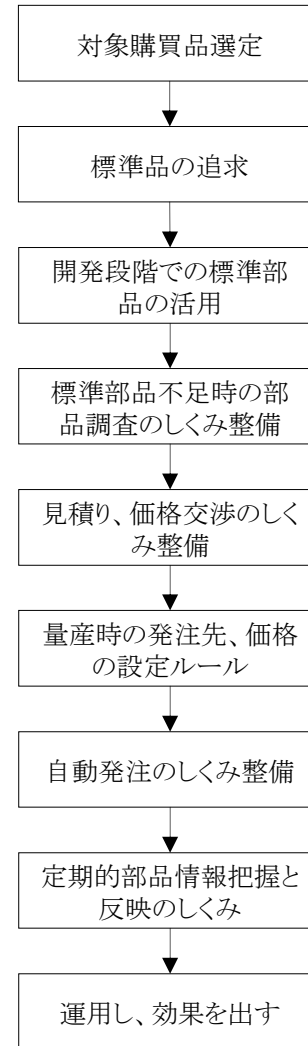 対象購買品選定
標準品の追求
開発段階での標準部
品の活用
標準部品不足時の部
品調査のしくみ整備
見積り、価格交渉のしく
み整備
量産時の発注先、価格
の設定ルール
自動発注のしくみ整備
定期的部品情報把握と
反映のしくみ
運用し、効果を出す